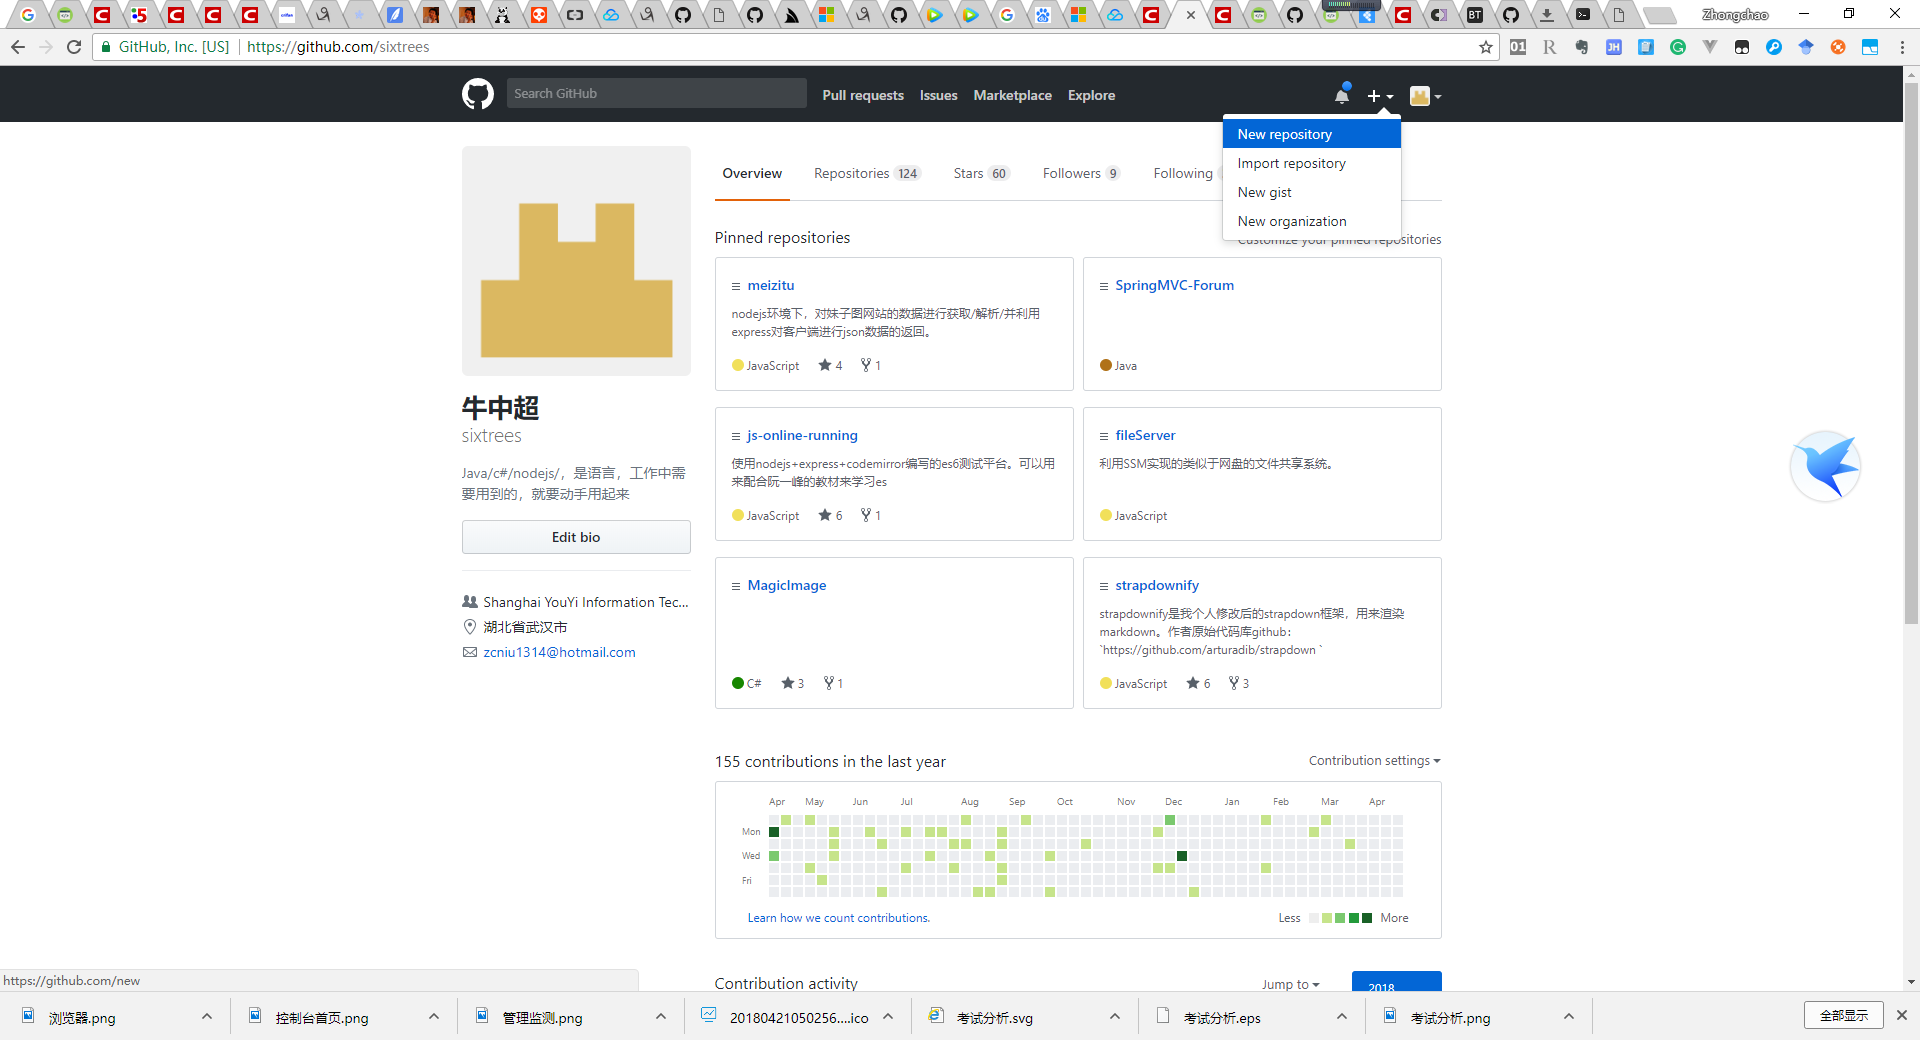 Zhongchao
GitHub, Inc. [US] | https://github.com/sixtrees
Search GitHub
Pull requests Issues Marketplace Explore
New repository
Import repository
New gist
New organization
Overview Repositories 124 Stars 60 Followers 9 Following
Pinned repositories
Customize your pinned repositories
meizitu
nodejs环境下，对妹子图网站的数据进行获取/解析/并利用
express对客户端进行json数据的返回。
JavaScript 4 1
SpringMVC-Forum
Java
js-online-running
使用nodejs+express+codemirror编写的es6测试平台。可以用
来配合阮一峰的教材来学习es
JavaScript 6 1
fileServer
利用SSM实现的类似于网盘的文件共享系统。
JavaScript
MagicImage
C# 3 1
strapdownify
strapdownify是我个人修改后的strapdown框架，用来渲染
markdown。作者原始代码库github：
`https://github.com/arturadib/strapdown `
JavaScript 6 3
牛中超
sixtrees
Java/c#/nodejs/，是语言，工作中需
要用到的，就要动手用起来
Edit bio
Shanghai YouYi Information Tec...
湖北省武汉市
zcniu1314@hotmail.com
155 contributions in the last year
Contribution settings
Apr May Jun Jul Aug Sep Oct Nov Dec Jan Feb Mar Apr
Mon
Wed
Fri
Learn how we count contributions.
Less More
Contribution activity
Jump to
2018
https://github.com/new
浏览器.png
控制台首页.png
管理监测.png
20180421050256....ico
考试分析.svg
考试分析.eps
考试分析.png
全部显示